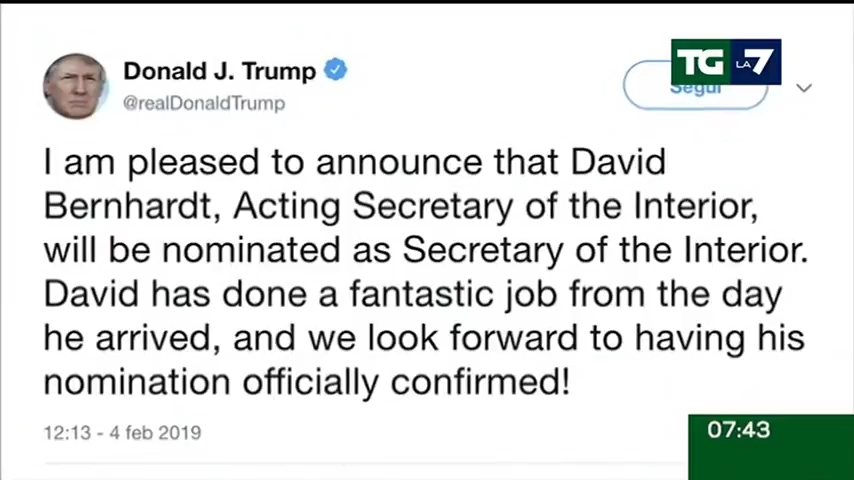 TG LA 7
Donald J. Trump
@realDonaldTrump
Segui
I am pleased to announce that David
Bernhardt, Acting Secretary of the Interior,
will be nominated as Secretary of the Interior.
David has done a fantastic job from the day
he arrived, and we look forward to having his
nomination officially confirmed!
12:13 - 4 feb 2019
07:43